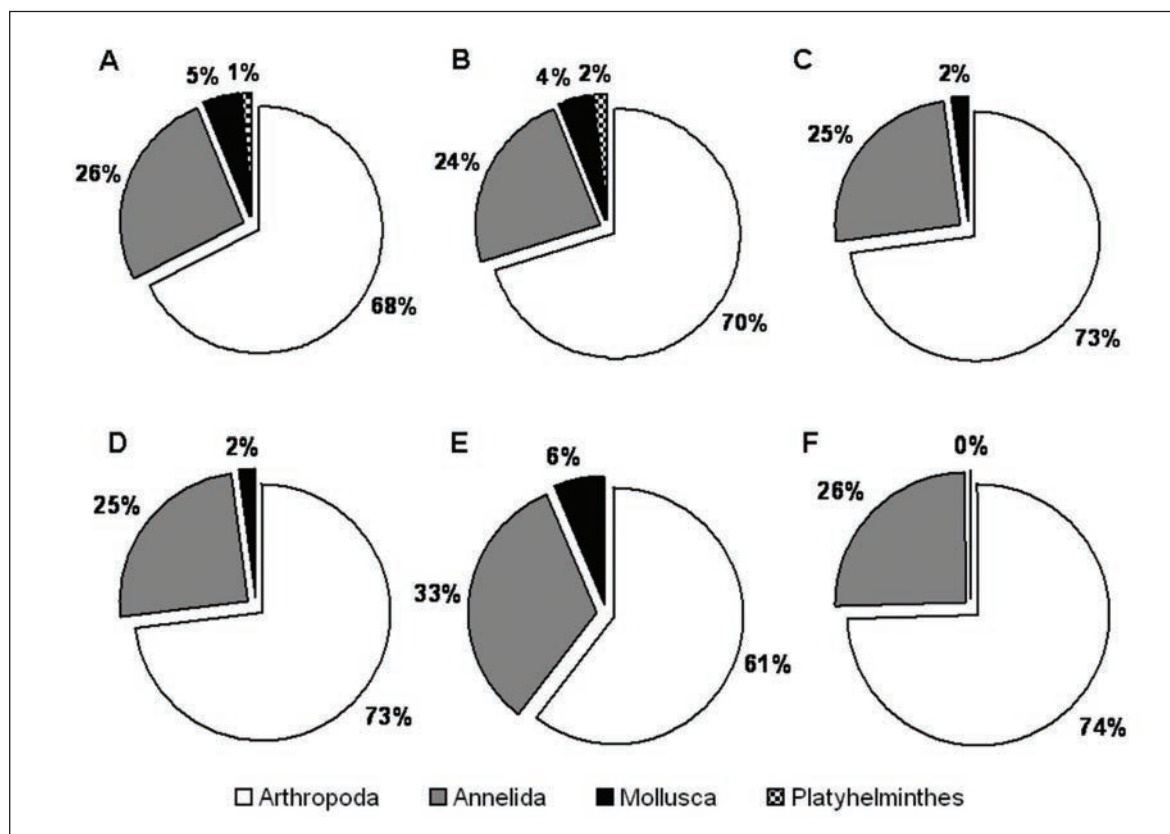 A B C
5% 1% 4% 2% 2%
26% 24% 25%
68% 70% 73%
D E F
2% 6% 0%
25% 33% 26%
73% 61% 74%
Arthropoda Annelida Mollusca Platyhelminthes